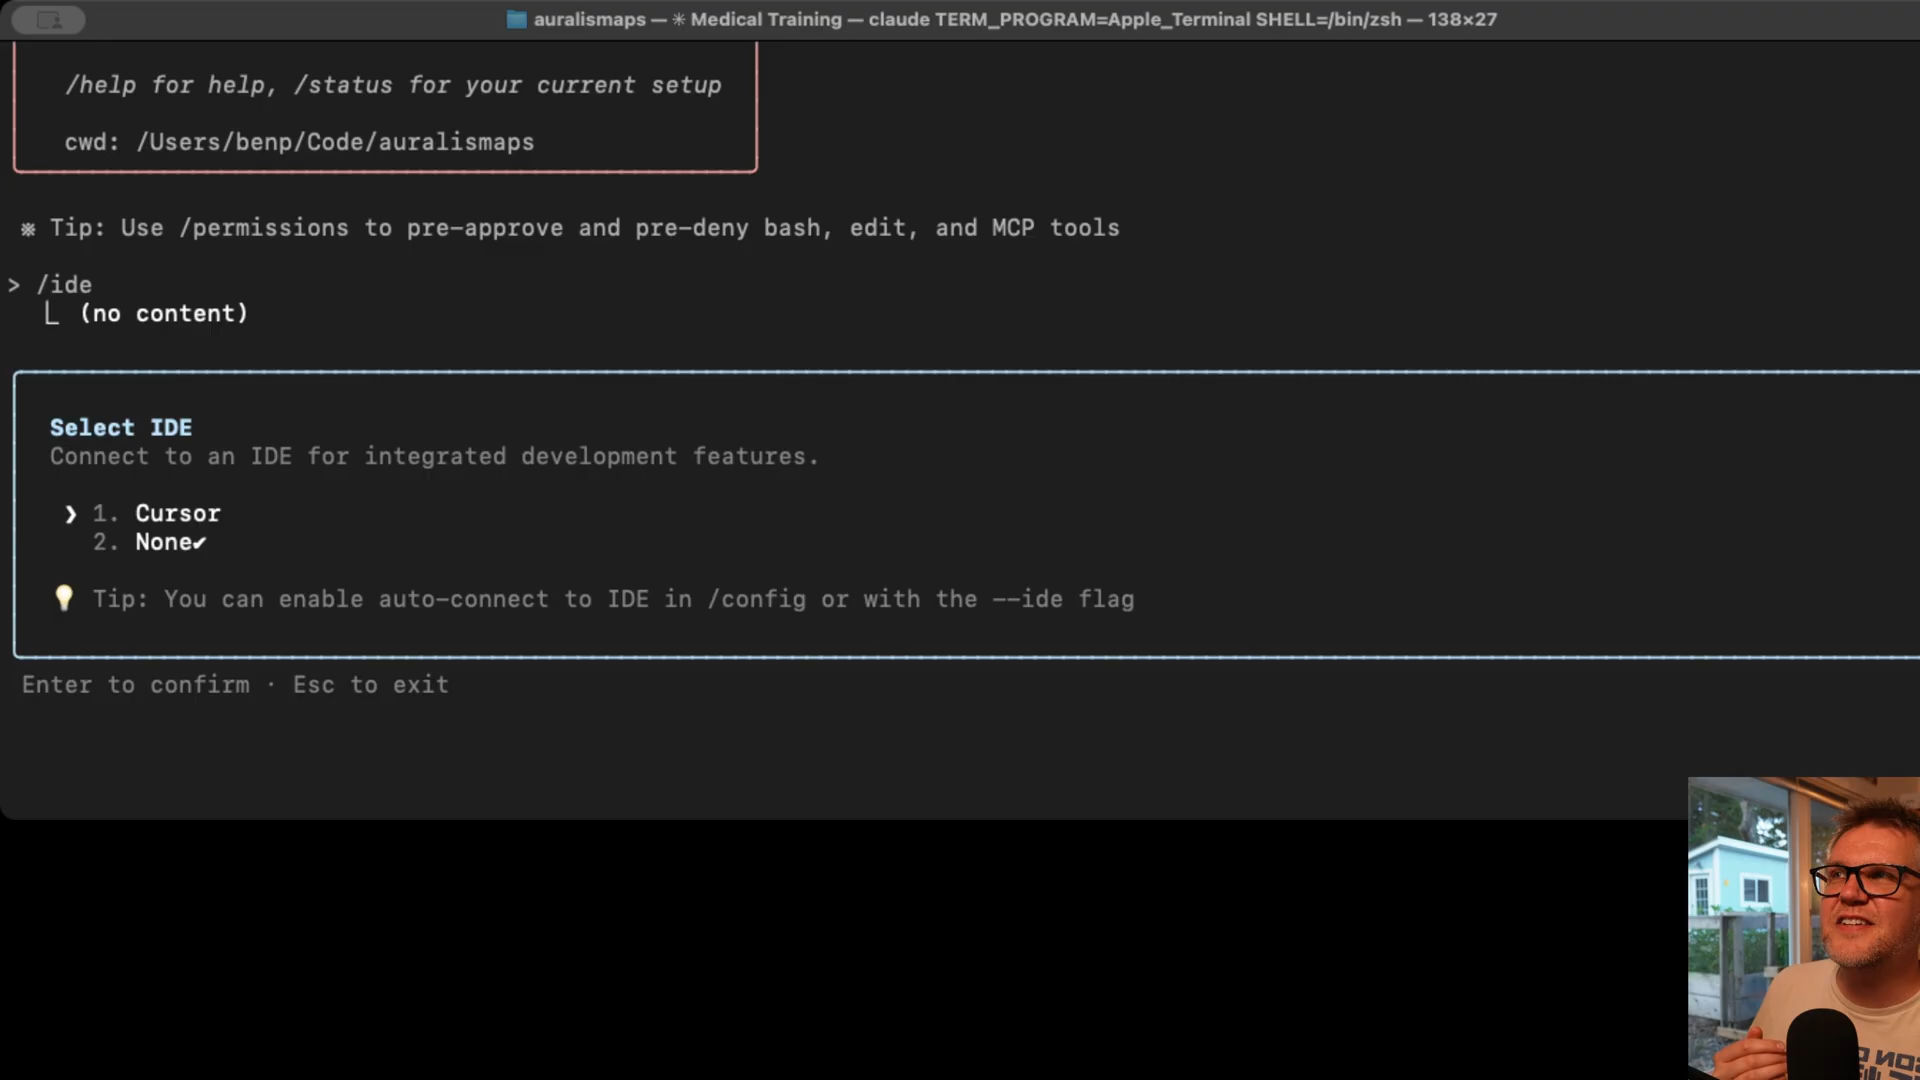 auralismaps — ✳ Medical Training — claude TERM_PROGRAM=Apple_Terminal SHELL=/bin/zsh — 138×27
/help for help, /status for your current setup
cwd: /Users/benp/Code/auralismaps
※ Tip: Use /permissions to pre-approve and pre-deny bash, edit, and MCP tools
> /ide
⎿ (no content)
Select IDE
Connect to an IDE for integrated development features.
❯ 1. Cursor
2. None✔
💡 Tip: You can enable auto-connect to IDE in /config or with the --ide flag
Enter to confirm · Esc to exit